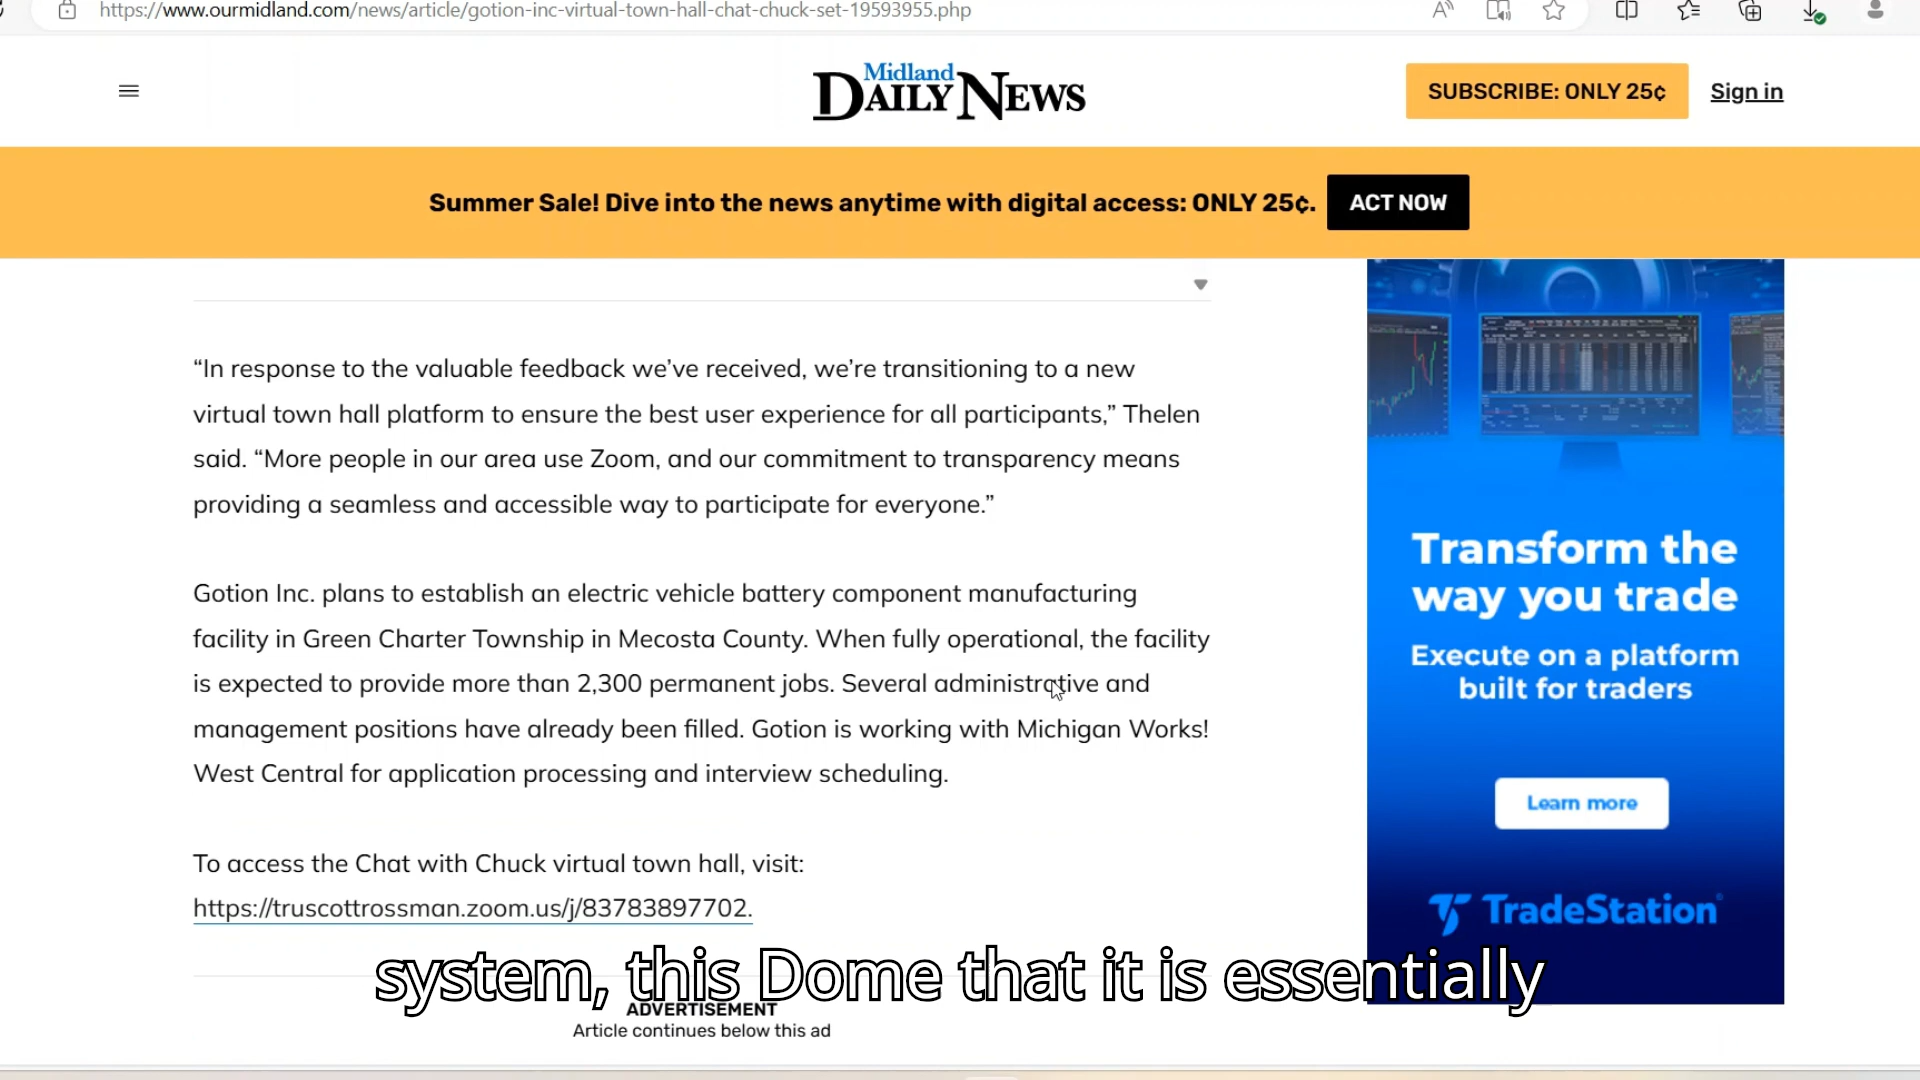 https://www.ourmidland.com/news/article/gotion-inc-virtual-town-hall-chat-chuck-set-19593955.php
Midland
DAILY NEWS
SUBSCRIBE: ONLY 25¢
Sign in
Summer Sale! Dive into the news anytime with digital access: ONLY 25¢.
ACT NOW
“In response to the valuable feedback we’ve received, we’re transitioning to a new
virtual town hall platform to ensure the best user experience for all participants,” Thelen
said. “More people in our area use Zoom, and our commitment to transparency means
providing a seamless and accessible way to participate for everyone.”
Gotion Inc. plans to establish an electric vehicle battery component manufacturing
facility in Green Charter Township in Mecosta County. When fully operational, the facility
is expected to provide more than 2,300 permanent jobs. Several administrative and
management positions have already been filled. Gotion is working with Michigan Works!
West Central for application processing and interview scheduling.
To access the Chat with Chuck virtual town hall, visit:
https://truscottrossman.zoom.us/j/83783897702.
Transform the
way you trade
Execute on a platform
built for traders
Learn more
TradeStation
system, this Dome that it is essentially
ADVERTISEMENT
Article continues below this ad